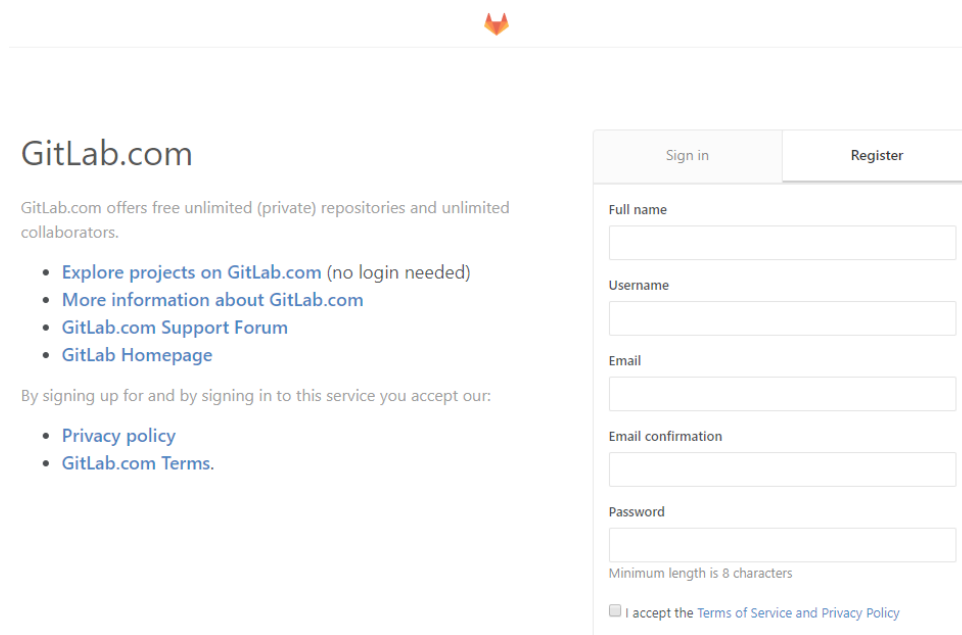 GitLab.com
GitLab.com offers free unlimited (private) repositories and unlimited
collaborators.
• Explore projects on GitLab.com (no login needed)
• More information about GitLab.com
• GitLab.com Support Forum
• GitLab Homepage
By signing up for and by signing in to this service you accept our:
• Privacy policy
• GitLab.com Terms.
Sign in
Register
Full name
Username
Email
Email confirmation
Password
Minimum length is 8 characters
I accept the Terms of Service and Privacy Policy